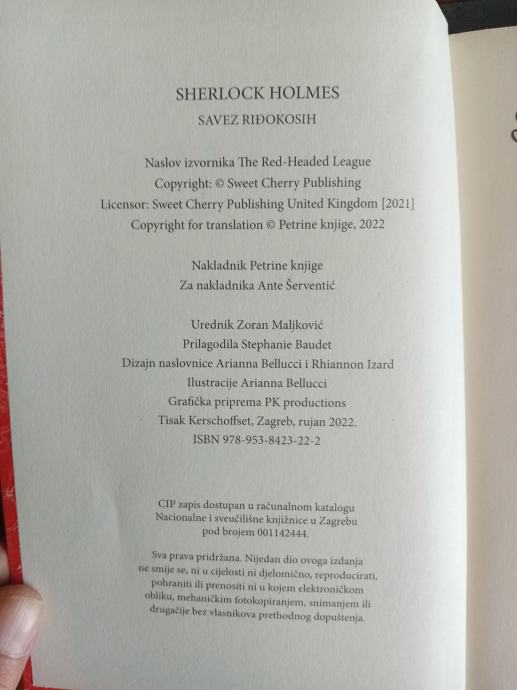 SHERLOCK HOLMES
SAVEZ RIĐOKOSIH
Naslov izvornika The Red-Headed League
Copyright: © Sweet Cherry Publishing
Licensor: Sweet Cherry Publishing United Kingdom [2021]
Copyright for translation © Petrine knjige, 2022
Nakladnik Petrine knjige
Za nakladnika Ante Šerventić
Urednik Zoran Maljković
Prilagodila Stephanie Baudet
Dizajn naslovnice Arianna Bellucci i Rhiannon Izard
Ilustracije Arianna Bellucci
Grafička priprema PK productions
Tisak Kerschoffset, Zagreb, rujan 2022.
ISBN 978-953-8423-22-2
CIP zapis dostupan u računalnom katalogu
Nacionalne i sveučilišne knjižnice u Zagrebu
pod brojem 001142444.
Sva prava pridržana. Nijedan dio ovoga izdanja
ne smije se, ni u cijelosti ni djelomično, reproducirati,
pohraniti ili prenositi ni u kojem elektroničkom
obliku, mehaničkim fotokopiranjem, snimanjem ili
drugačije bez vlasnikova prethodnog dopuštenja.